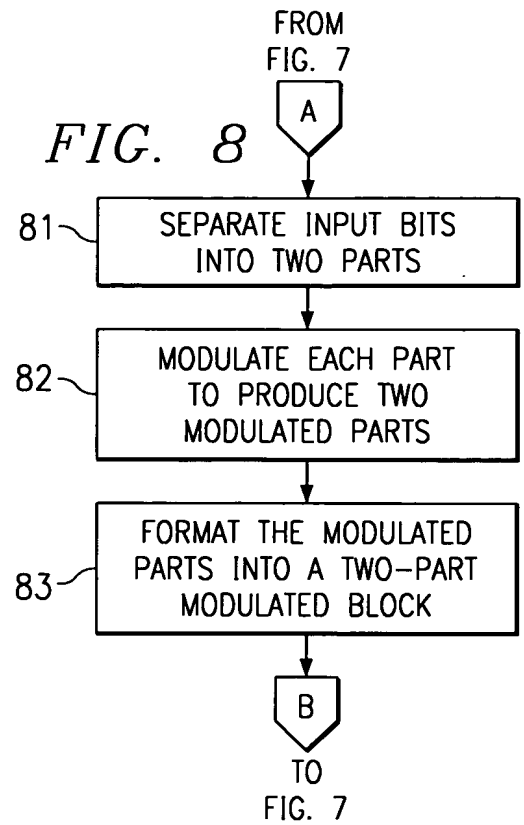 FROM
FIG. 7
A
FIG. 8
81
SEPARATE INPUT BITS
INTO TWO PARTS
82
MODULATE EACH PART
TO PRODUCE TWO
MODULATED PARTS
83
FORMAT THE MODULATED
PARTS INTO A TWO-PART
MODULATED BLOCK
B
TO
FIG. 7